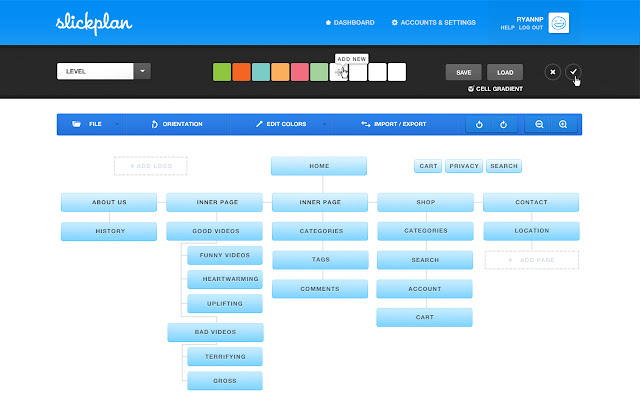 slickplan
DASHBOARD
ACCOUNTS & SETTINGS
RYANNP
HELP LOG OUT
LEVEL
ADD NEW
SAVE
LOAD
CELL GRADIENT
FILE
ORIENTATION
EDIT COLORS
IMPORT / EXPORT
+ ADD LOGO
HOME
CART
PRIVACY
SEARCH
ABOUT US
INNER PAGE
INNER PAGE
SHOP
CONTACT
HISTORY
GOOD VIDEOS
CATEGORIES
CATEGORIES
LOCATION
FUNNY VIDEOS
TAGS
SEARCH
+ ADD PAGE
HEARTWARMING
COMMENTS
ACCOUNT
UPLIFTING
CART
BAD VIDEOS
TERRIFYING
GROSS